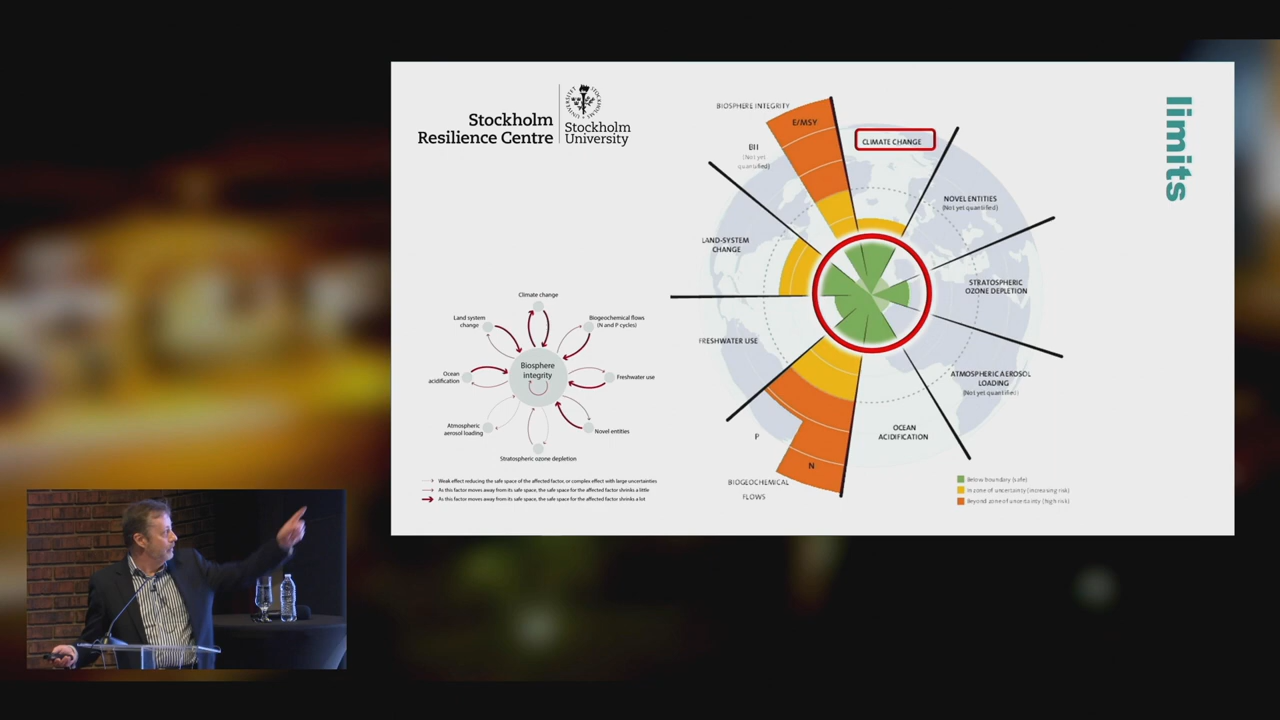 Stockholm
Resilience Centre
Stockholm
University
limits
BIOSPHERE INTEGRITY
E/MSY
BII
(Not yet
quantified)
CLIMATE CHANGE
NOVEL ENTITIES
(Not yet quantified)
LAND-SYSTEM
CHANGE
STRATOSPHERIC
OZONE DEPLETION
FRESHWATER USE
ATMOSPHERIC AEROSOL
LOADING
(Not yet quantified)
OCEAN
ACIDIFICATION
P
N
BIOGEOCHEMICAL
FLOWS
Below boundary (safe)
In zone of uncertainty (increasing risk)
Beyond zone of uncertainty (high risk)
Climate change
Land system
change
Biogeochemical flows
(N and P cycles)
Biosphere
integrity
Ocean
acidification
Freshwater use
Atmospheric
aerosol loading
Novel entities
Stratospheric ozone depletion
Weak effect reducing the safe space of the affected factor, or complex effect with large uncertainties
As this factor moves away from its safe space, the safe space for the affected factor shrinks a little
As this factor moves away from its safe space, the safe space for the affected factor shrinks a lot